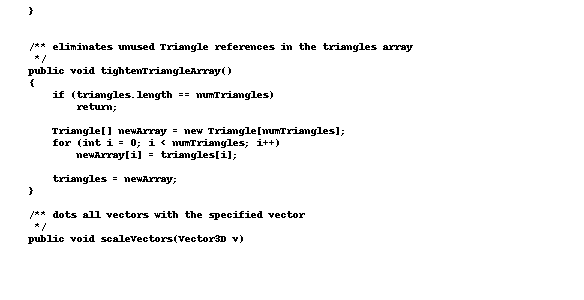 }
/** eliminates unused Triangle references in the triangles array
*/
public void tightenTriangleArray()
{
if (triangles.length == numTriangles)
return;
Triangle[] newArray = new Triangle[numTriangles];
for (int i = 0; i < numTriangles; i++)
newArray[i] = triangles[i];
triangles = newArray;
}
/** dots all vectors with the specified vector
*/
public void scaleVectors(Vector3D v)